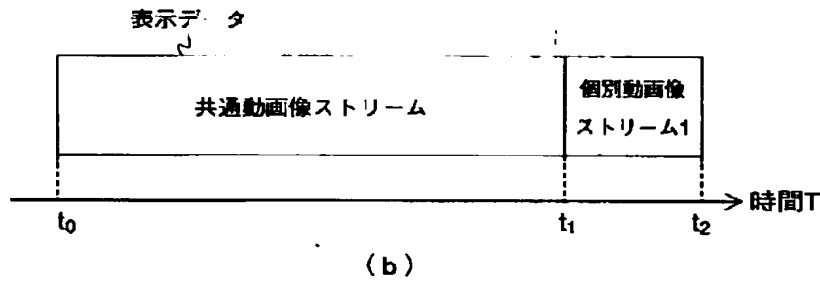 表示データ
共通動画像ストリーム
個別動画像
ストリーム1
時間T
t0
t1
t2
(b)